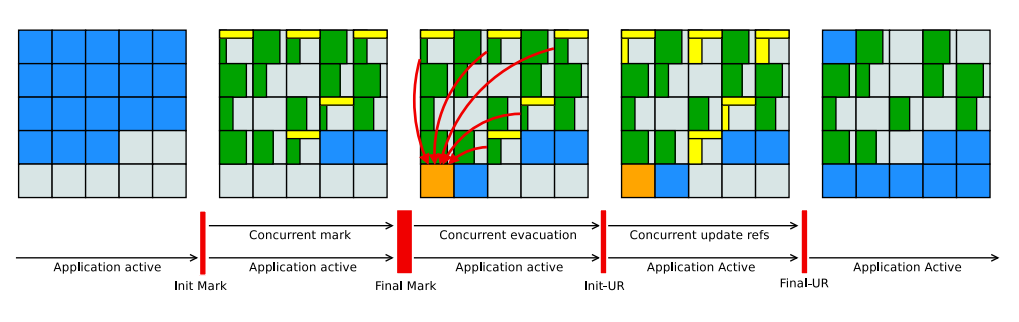 Concurrent mark
Concurrent evacuation
Concurrent update refs
Application active
Application active
Application active
Application Active
Application Active
Init Mark
Final Mark
Init-UR
Final-UR